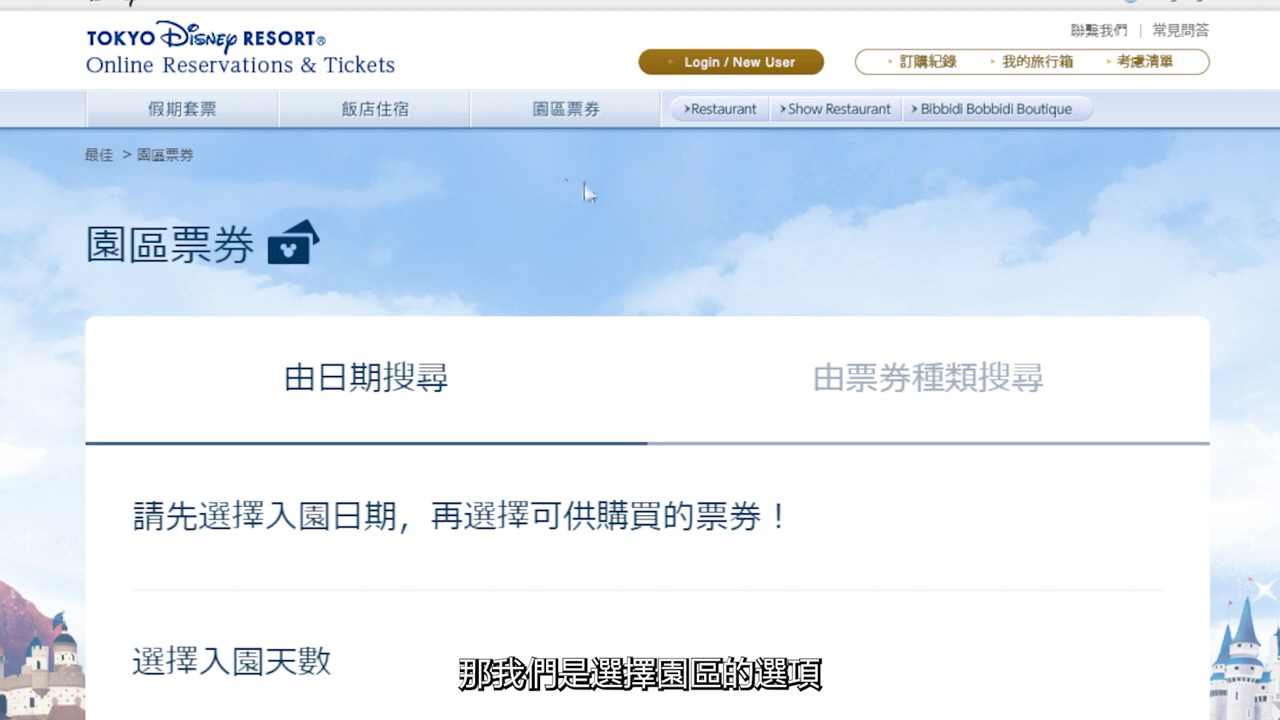 聯繫我們 | 常見問答
TOKYO Disney RESORT®
Online Reservations & Tickets
Login / New User
訂購紀錄 我的旅行箱 考慮清單
假期套票 飯店住宿 園區票券 Restaurant Show Restaurant Bibbidi Bobbidi Boutique
最佳 > 園區票券
園區票券
由日期搜尋 由票券種類搜尋
請先選擇入園日期，再選擇可供購買的票券！
選擇入園天數
那我們是選擇園區的選項